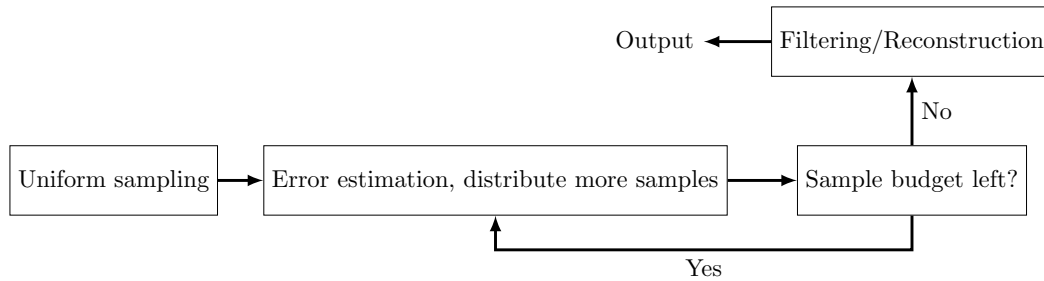 Output
Filtering/Reconstruction
No
Uniform sampling
Error estimation, distribute more samples
Sample budget left?
Yes